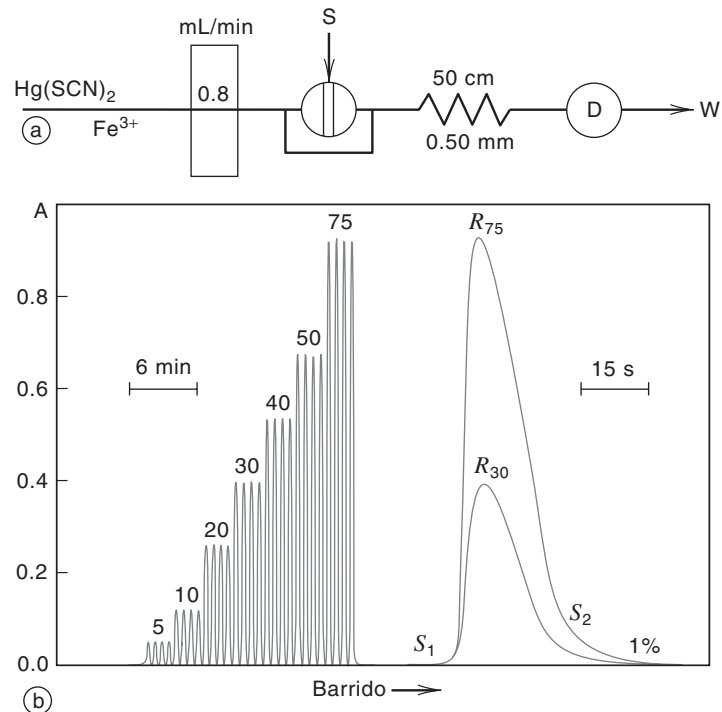 mL/min
S
Hg(SCN)₂
0.8
50 cm
D
W
a
Fe³⁺
0.50 mm
A
75
R₇₅
0.8
50
6 min
15 s
0.6
40
R₃₀
30
0.4
20
0.2
10
5
S₂
S₁
1%
0.0
Barrido
b